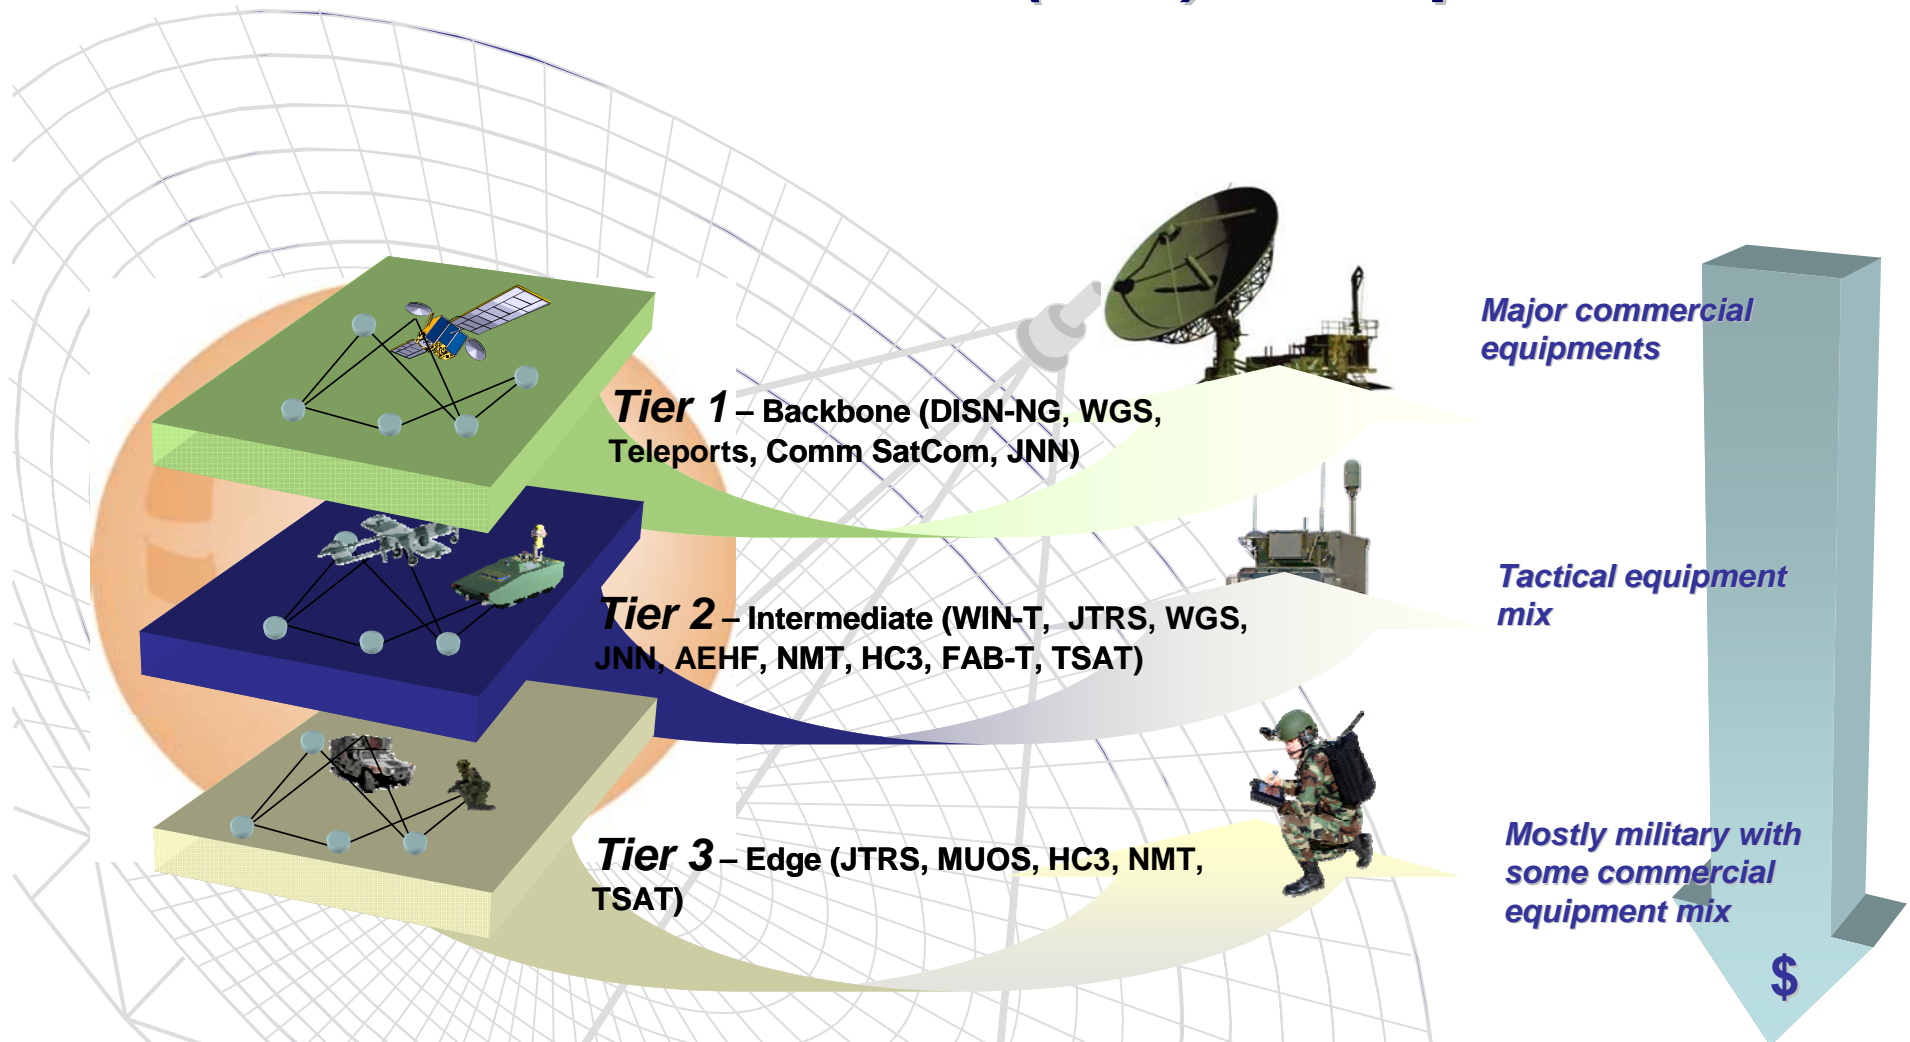 Major commercial
equipments
Tier 1 – Backbone (DISN-NG, WGS,
Teleports, Comm SatCom, JNN)
Tactical equipment
mix
Tier 2 – Intermediate (WIN-T, JTRS, WGS,
JNN, AEHF, NMT, HC3, FAB-T, TSAT)
Mostly military with
some commercial
equipment mix
Tier 3 – Edge (JTRS, MUOS, HC3, NMT,
TSAT)
$